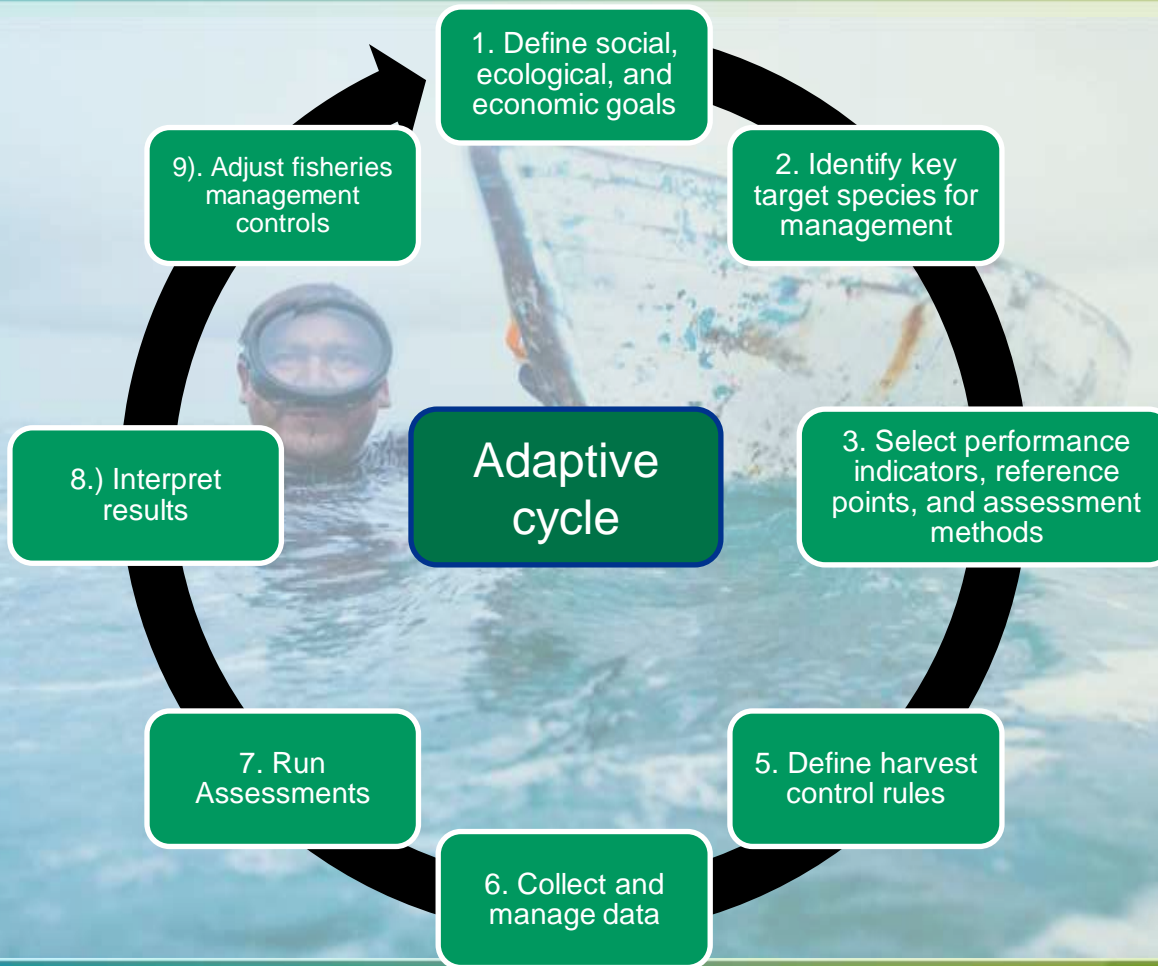 1. Define social,
ecological, and
economic goals
2. Identify key
target species for
management
3. Select performance
indicators, reference
points, and assessment
methods
5. Define harvest
control rules
6. Collect and
manage data
7. Run
Assessments
8.) Interpret
results
9). Adjust fisheries
management
controls
Adaptive
cycle